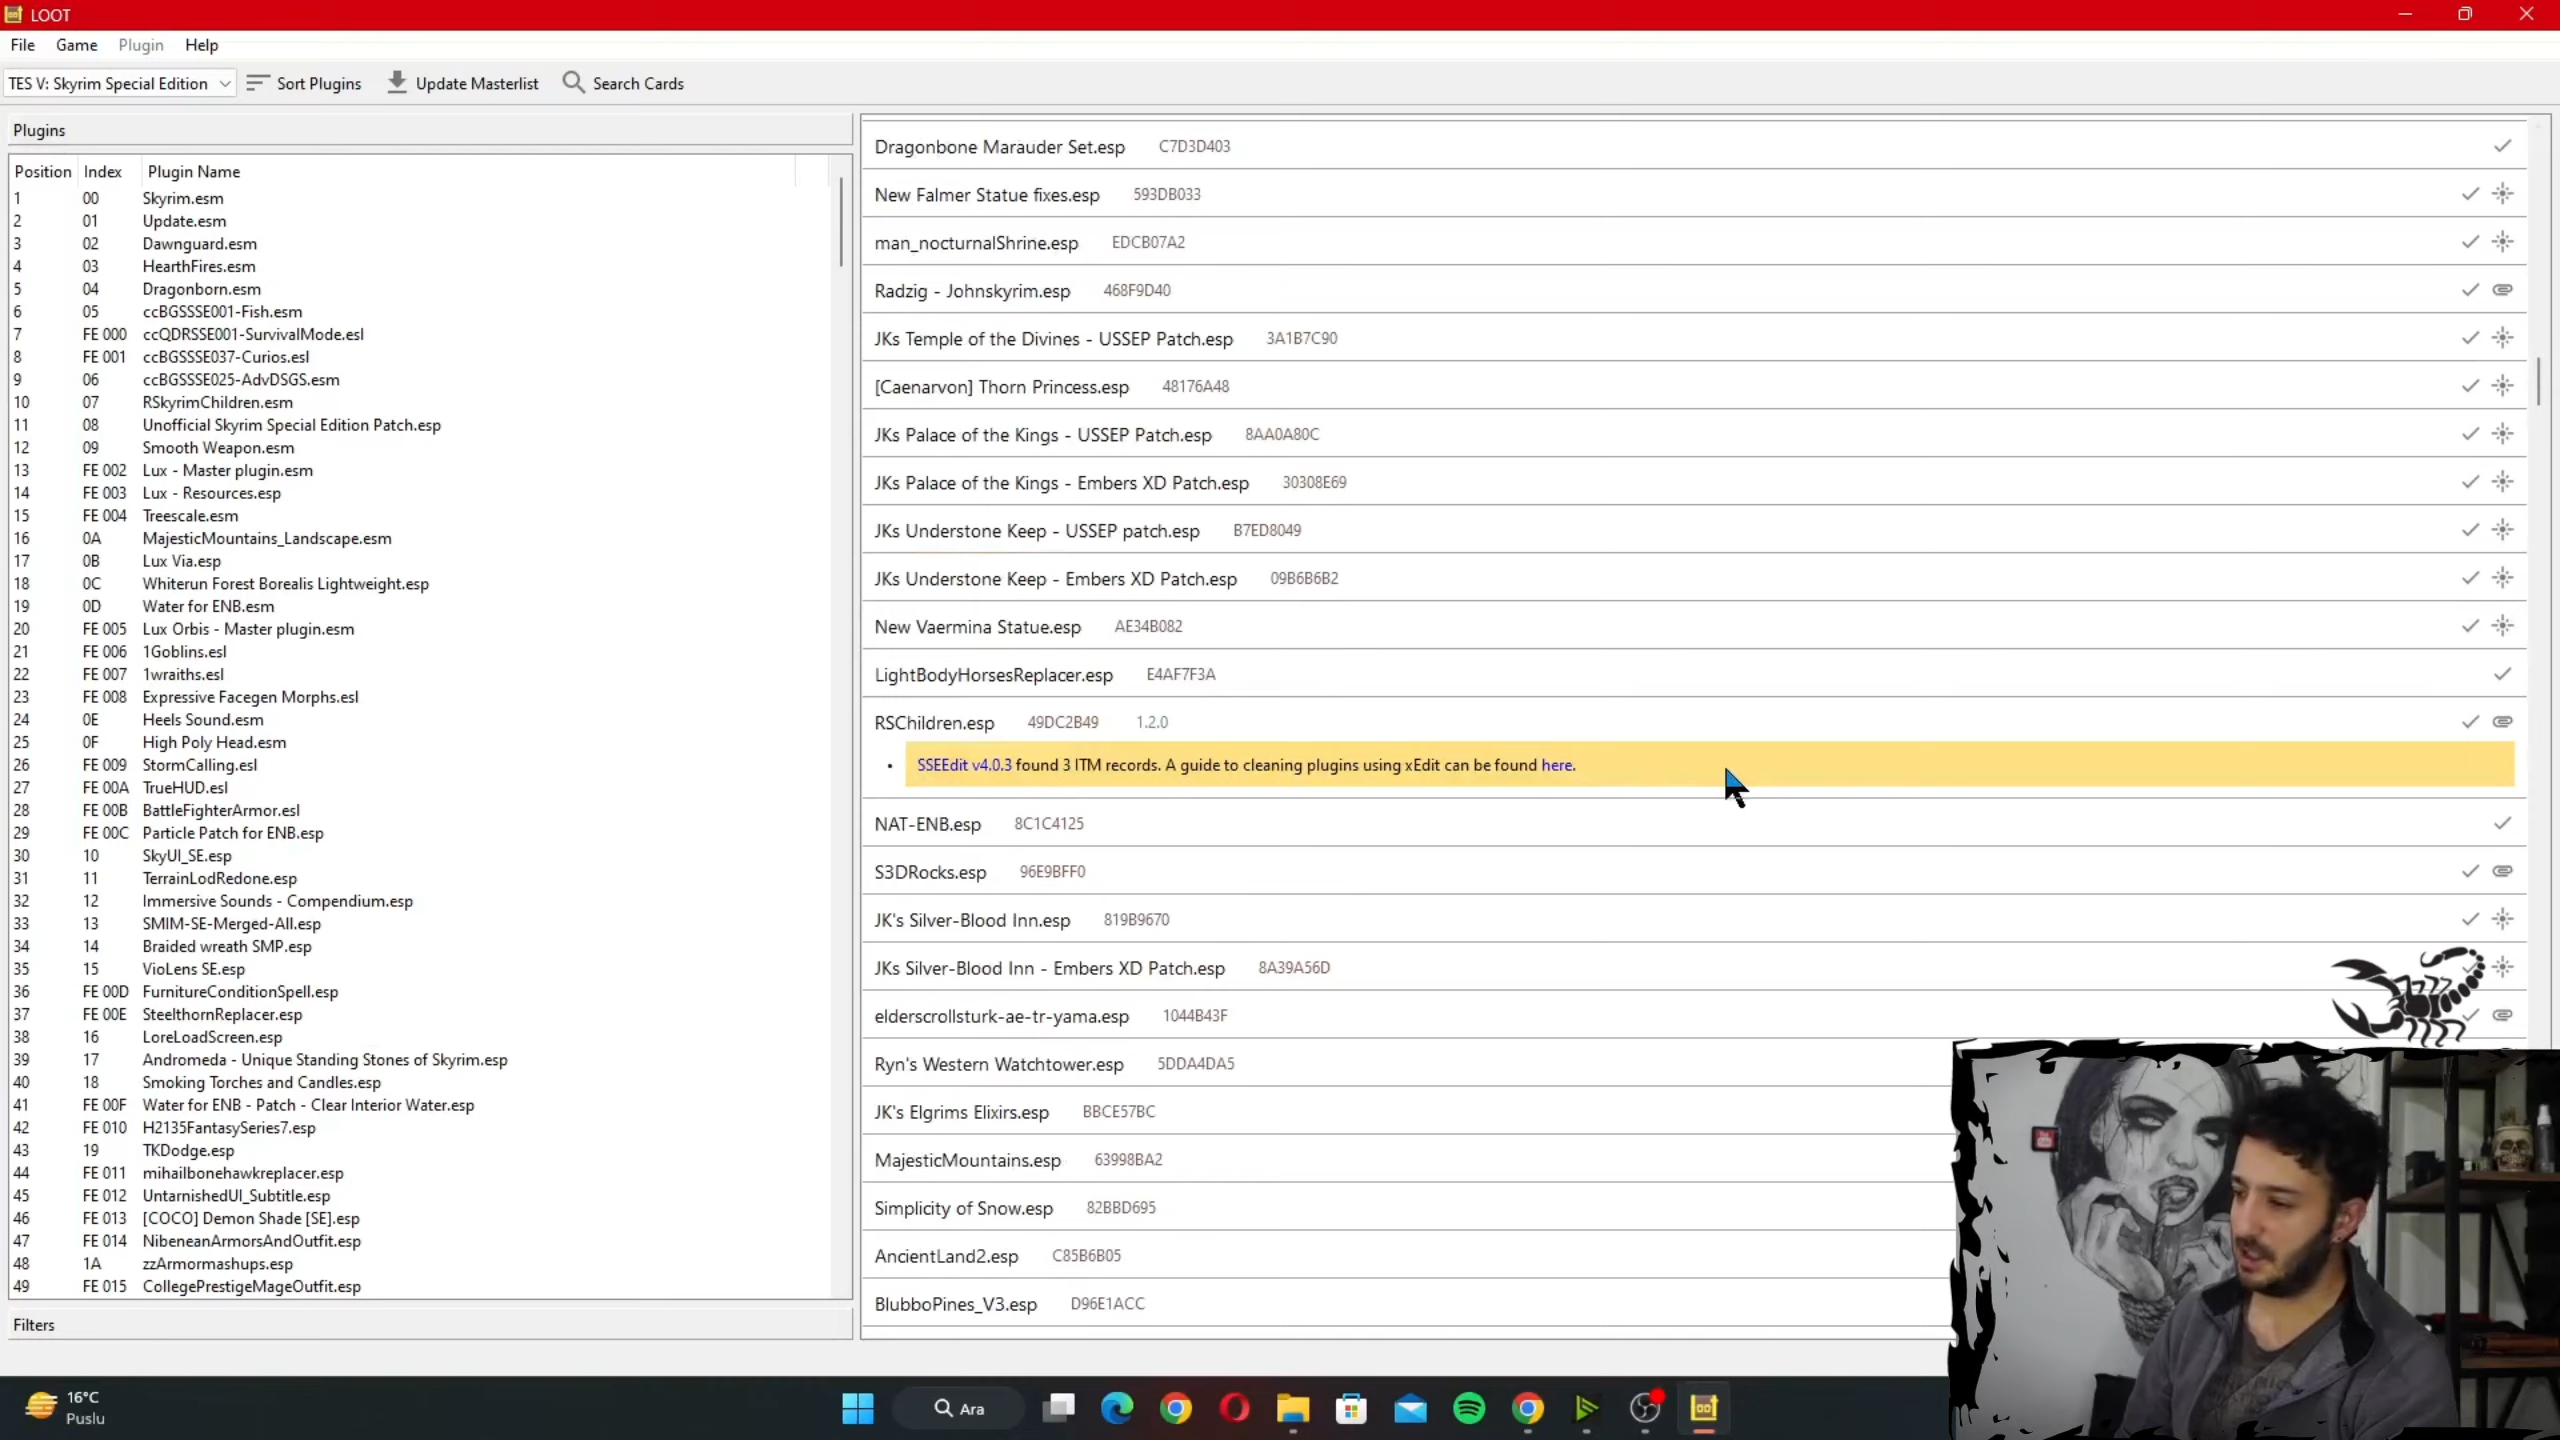 LOOT
File Game Plugin Help
TES V: Skyrim Special Edition Sort Plugins Update Masterlist Search Cards
Plugins
Position Index Plugin Name
1 00 Skyrim.esm
2 01 Update.esm
3 02 Dawnguard.esm
4 03 HearthFires.esm
5 04 Dragonborn.esm
6 05 ccBGSSSE001-Fish.esm
7 FE 000 ccQDRSSE001-SurvivalMode.esl
8 FE 001 ccBGSSSE037-Curios.esl
9 06 ccBGSSSE025-AdvDSGS.esm
10 07 RSkyrimChildren.esm
11 08 Unofficial Skyrim Special Edition Patch.esp
12 09 Smooth Weapon.esm
13 FE 002 Lux - Master plugin.esm
14 FE 003 Lux - Resources.esp
15 FE 004 Treescale.esm
16 0A MajesticMountains_Landscape.esm
17 0B Lux Via.esp
18 0C Whiterun Forest Borealis Lightweight.esp
19 0D Water for ENB.esm
20 FE 005 Lux Orbis - Master plugin.esm
21 FE 006 1Goblins.esl
22 FE 007 1wraiths.esl
23 FE 008 Expressive Facegen Morphs.esl
24 0E Heels Sound.esm
25 0F High Poly Head.esm
26 FE 009 StormCalling.esl
27 FE 00A TrueHUD.esl
28 FE 00B BattleFighterArmor.esl
29 FE 00C Particle Patch for ENB.esp
30 10 SkyUI_SE.esp
31 11 TerrainLodRedone.esp
32 12 Immersive Sounds - Compendium.esp
33 13 SMIM-SE-Merged-All.esp
34 14 Braided wreath SMP.esp
35 15 VioLens SE.esp
36 FE 00D FurnitureConditionSpell.esp
37 FE 00E SteelthornReplacer.esp
38 16 LoreLoadScreen.esp
39 17 Andromeda - Unique Standing Stones of Skyrim.esp
40 18 Smoking Torches and Candles.esp
41 FE 00F Water for ENB - Patch - Clear Interior Water.esp
42 FE 010 H2135FantasySeries7.esp
43 19 TKDodge.esp
44 FE 011 mihailbonehawkreplacer.esp
45 FE 012 UntarnishedUI_Subtitle.esp
46 FE 013 [COCO] Demon Shade [SE].esp
47 FE 014 NibeneanArmorsAndOutfit.esp
48 1A zzArmormashups.esp
49 FE 015 CollegePrestigeMageOutfit.esp
Filters
Dragonbone Marauder Set.esp C7D3D403
New Falmer Statue fixes.esp 593DB033
man_nocturnalShrine.esp EDCB07A2
Radzig - Johnskyrim.esp 468F9D40
JKs Temple of the Divines - USSEP Patch.esp 3A1B7C90
[Caenarvon] Thorn Princess.esp 48176A48
JKs Palace of the Kings - USSEP Patch.esp 8AA0A80C
JKs Palace of the Kings - Embers XD Patch.esp 30308E69
JKs Understone Keep - USSEP patch.esp B7ED8049
JKs Understone Keep - Embers XD Patch.esp 09B6B6B2
New Vaermina Statue.esp AE34B082
LightBodyHorsesReplacer.esp E4AF7F3A
RSChildren.esp 49DC2B49 1.2.0
• SSEEdit v4.0.3 found 3 ITM records. A guide to cleaning plugins using xEdit can be found here.
NAT-ENB.esp 8C1C4125
S3DRocks.esp 96E9BFF0
JK's Silver-Blood Inn.esp 819B9670
JKs Silver-Blood Inn - Embers XD Patch.esp 8A39A56D
elderscrollsturk-ae-tr-yama.esp 1044B43F
Ryn's Western Watchtower.esp 5DDA4DA5
JK's Elgrims Elixirs.esp BBCE57BC
MajesticMountains.esp 63998BA2
Simplicity of Snow.esp 82BBD695
AncientLand2.esp C85B6B05
BlubboPines_V3.esp D96E1ACC
16°C
Puslu
Ara